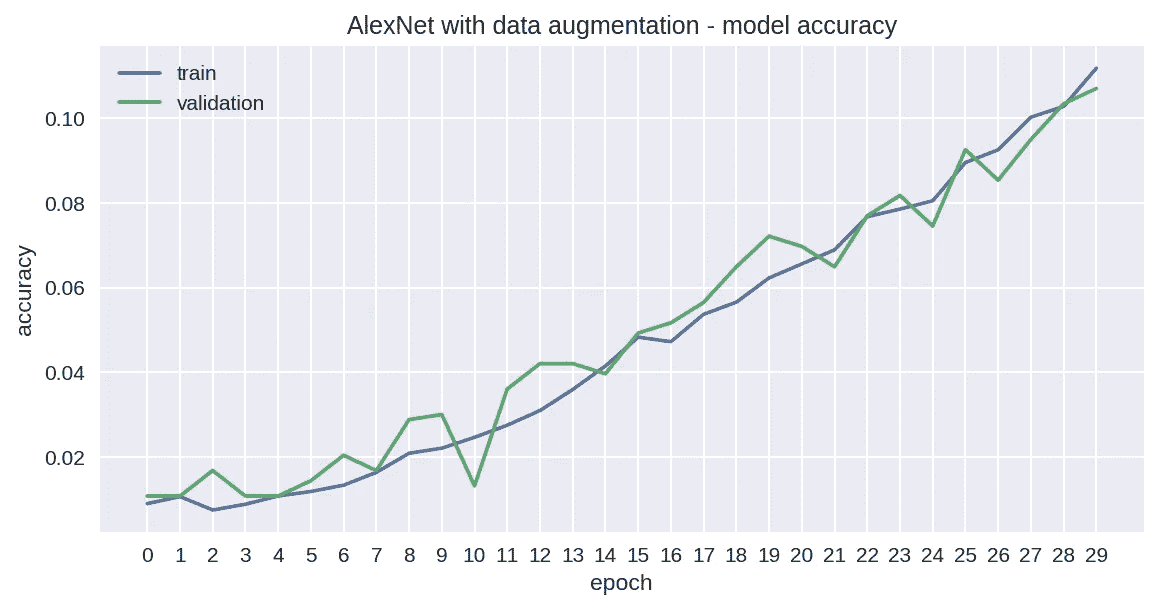 AlexNet with data augmentation - model accuracy
train
validation
0.10
0.08
0.06
0.04
0.02
accuracy
0 1 2 3 4 5 6 7 8 9 10 11 12 13 14 15 16 17 18 19 20 21 22 23 24 25 26 27 28 29
epoch